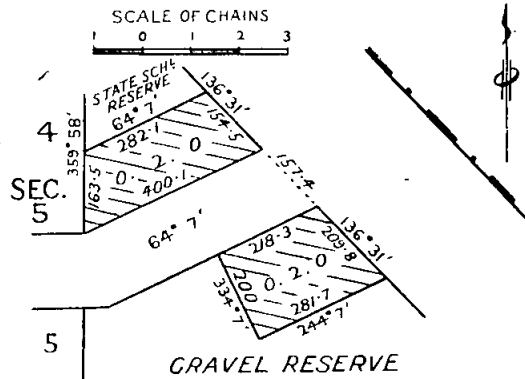 SCALE OF CHAINS
1 0 1 2 3
STATE SCHL
RESERVE
64° 7'
136° 31'
4
359° 58'
282·1
154·5
0. 2. 0
163·5
400·1
SEC.
5
157·4
64° 7'
218·3
136° 31'
209·8
0. 2. 0
200
334° 7'
281·7
244° 7'
5
GRAVEL RESERVE